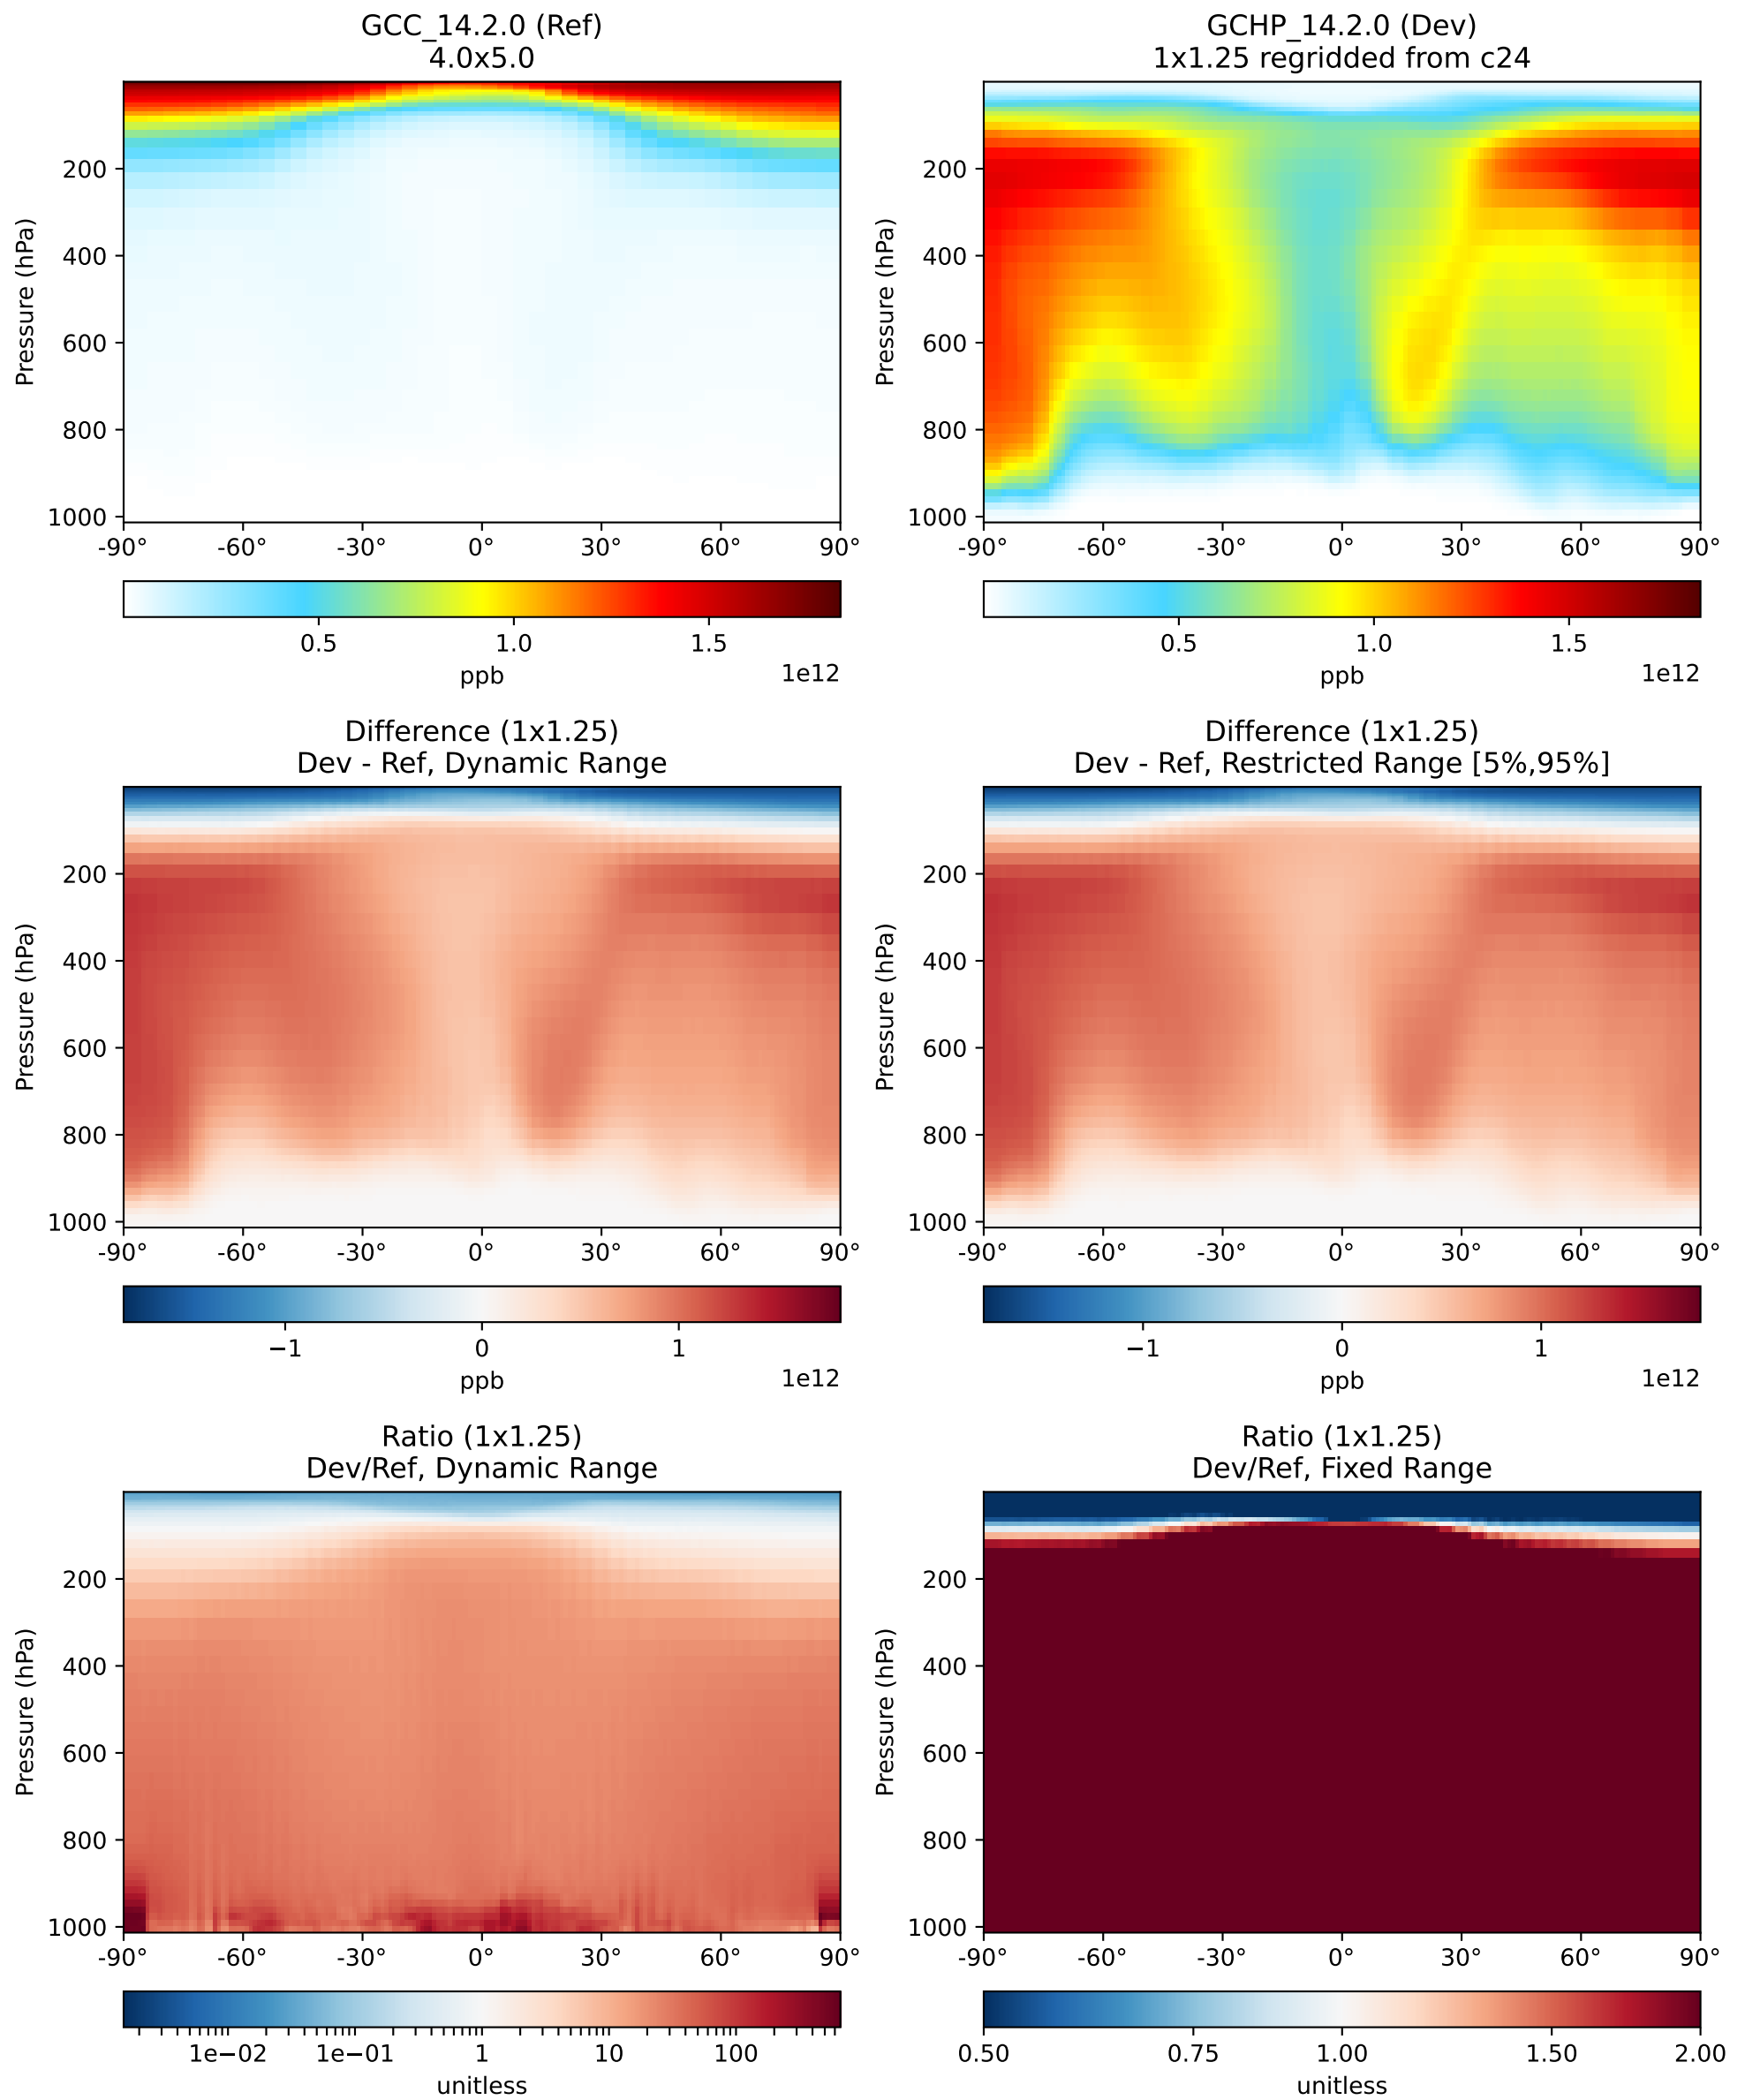 GCC_14.2.0 (Ref)
4.0x5.0
Pressure (hPa)
200
400
600
800
1000
-90° -60° -30° 0° 30° 60° 90°
0.5 1.0 1.5
ppb 1e12
GCHP_14.2.0 (Dev)
1x1.25 regridded from c24
Pressure (hPa)
200
400
600
800
1000
-90° -60° -30° 0° 30° 60° 90°
0.5 1.0 1.5
ppb 1e12
Difference (1x1.25)
Dev - Ref, Dynamic Range
Pressure (hPa)
200
400
600
800
1000
-90° -60° -30° 0° 30° 60° 90°
−1 0 1
ppb 1e12
Difference (1x1.25)
Dev - Ref, Restricted Range [5%,95%]
Pressure (hPa)
200
400
600
800
1000
-90° -60° -30° 0° 30° 60° 90°
−1 0 1
ppb 1e12
Ratio (1x1.25)
Dev/Ref, Dynamic Range
Pressure (hPa)
200
400
600
800
1000
-90° -60° -30° 0° 30° 60° 90°
1e−02 1e−01 1 10 100
unitless
Ratio (1x1.25)
Dev/Ref, Fixed Range
Pressure (hPa)
200
400
600
800
1000
-90° -60° -30° 0° 30° 60° 90°
0.50 0.75 1.00 1.50 2.00
unitless